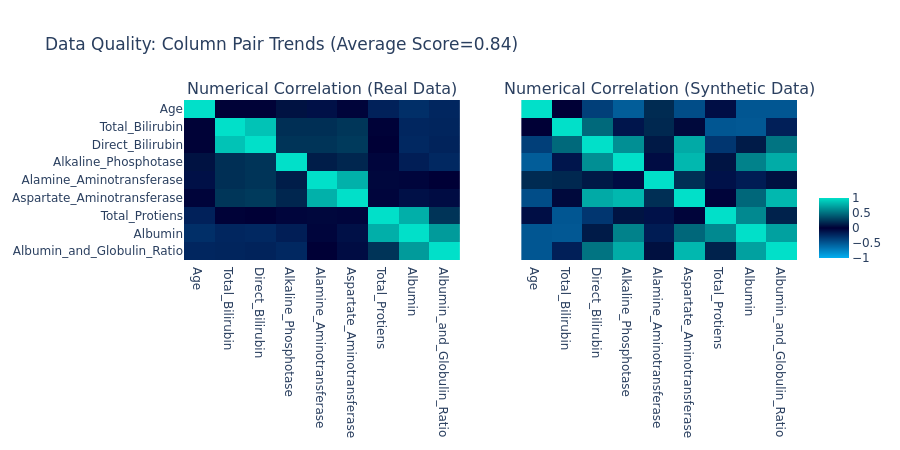 Data Quality: Column Pair Trends (Average Score=0.84)
Numerical Correlation (Real Data)
Numerical Correlation (Synthetic Data)
Age
Total_Bilirubin
Direct_Bilirubin
Alkaline_Phosphotase
Alamine_Aminotransferase
Aspartate_Aminotransferase
Total_Protiens
Albumin
Albumin_and_Globulin_Ratio
Age
Total_Bilirubin
Direct_Bilirubin
Alkaline_Phosphotase
Alamine_Aminotransferase
Aspartate_Aminotransferase
Total_Protiens
Albumin
Albumin_and_Globulin_Ratio
Age
Total_Bilirubin
Direct_Bilirubin
Alkaline_Phosphotase
Alamine_Aminotransferase
Aspartate_Aminotransferase
Total_Protiens
Albumin
Albumin_and_Globulin_Ratio
1
0.5
0
−0.5
−1